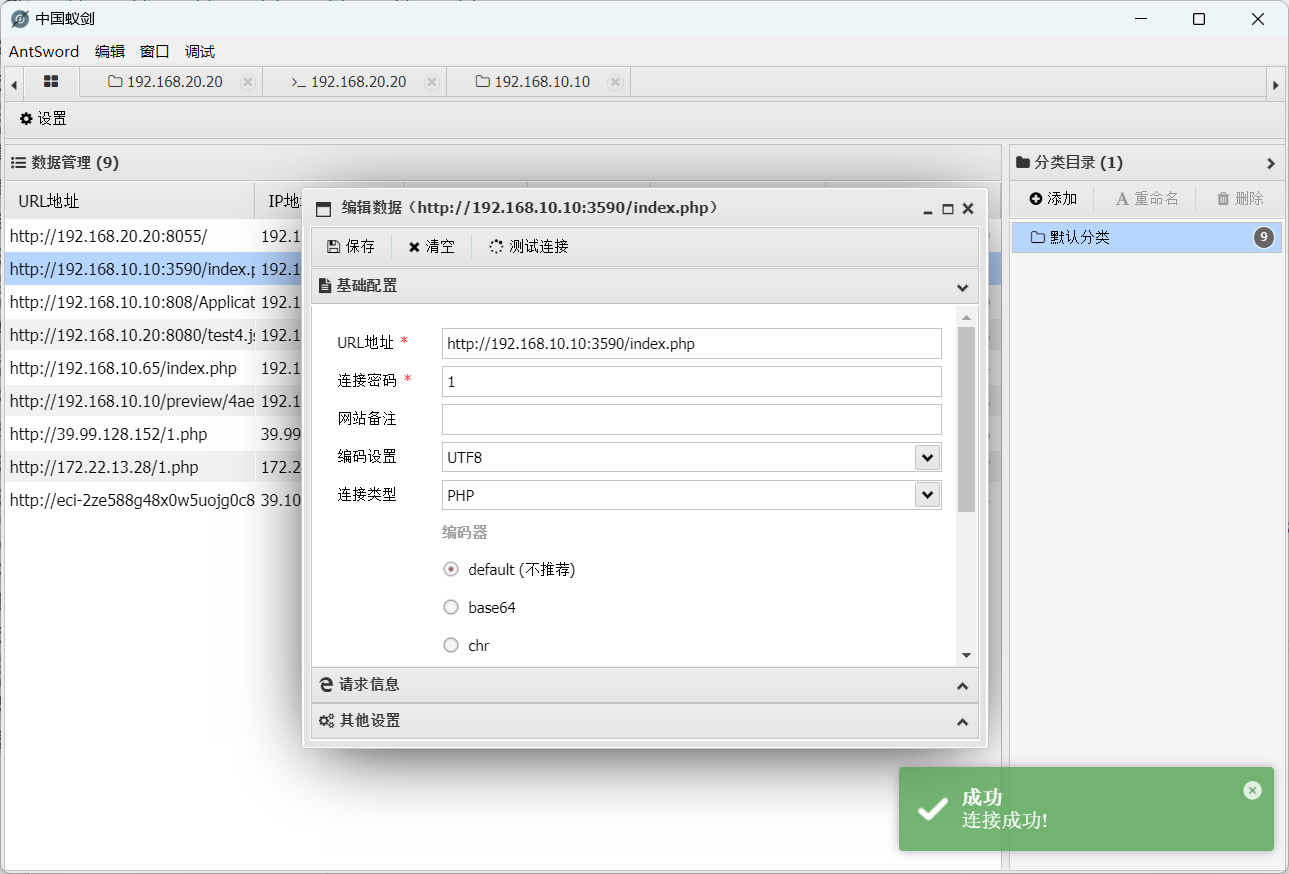 中国蚁剑
AntSword 编辑 窗口 调试
192.168.20.20 >_ 192.168.20.20 192.168.10.10
设置
数据管理 (9)
分类目录 (1)
URL地址 IP地
添加 重命名 删除
默认分类 9
http://192.168.20.20:8055/ 192.1
http://192.168.10.10:3590/index.p 192.1
http://192.168.10.10:808/Applicat 192.1
http://192.168.10.20:8080/test4.js 192.1
http://192.168.10.65/index.php 192.1
http://192.168.10.10/preview/4ae 192.1
http://39.99.128.152/1.php 39.99
http://172.22.13.28/1.php 172.2
http://eci-2ze588g48x0w5uojg0c8 39.10
编辑数据（http://192.168.10.10:3590/index.php）
保存 清空 测试连接
基础配置
URL地址 * http://192.168.10.10:3590/index.php
连接密码 * 1
网站备注
编码设置 UTF8
连接类型 PHP
编码器
default (不推荐)
base64
chr
请求信息
其他设置
成功
连接成功!